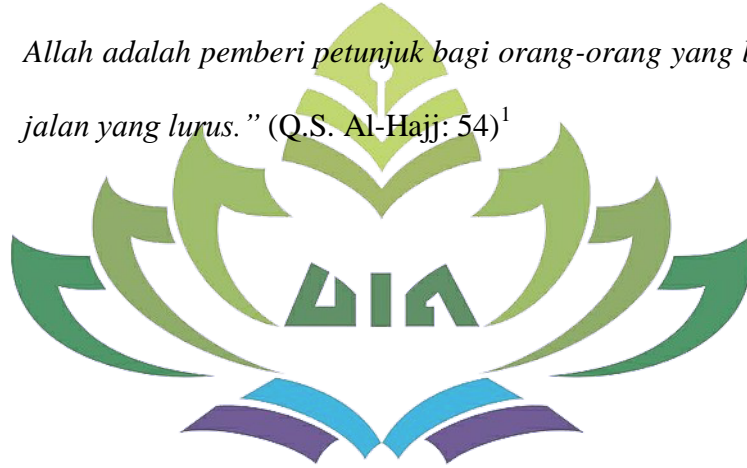 Allah adalah pemberi petunjuk bagi orang-orang yang
jalan yang lurus.” (Q.S. Al-Hajj: 54)1
UIN